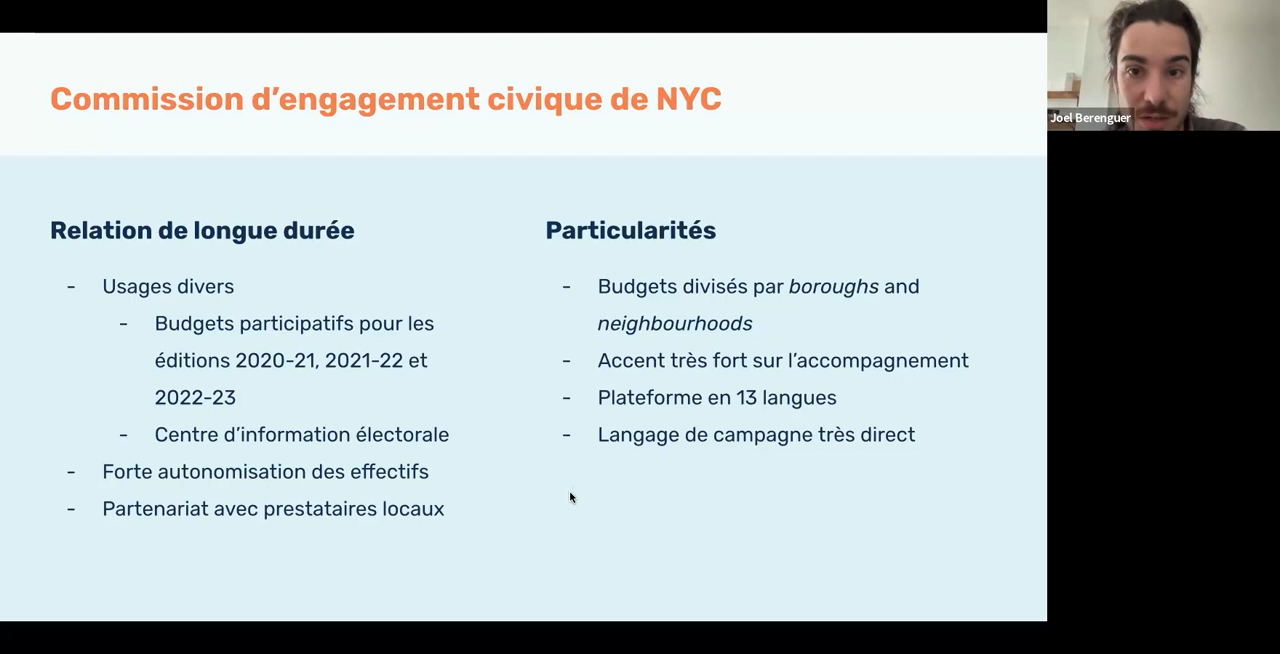 Commission d’engagement civique de NYC
Joel Berenguer
Relation de longue durée
- Usages divers
- Budgets participatifs pour les
éditions 2020-21, 2021-22 et
2022-23
- Centre d’information électorale
- Forte autonomisation des effectifs
- Partenariat avec prestataires locaux
Particularités
- Budgets divisés par boroughs and
neighbourhoods
- Accent très fort sur l’accompagnement
- Plateforme en 13 langues
- Langage de campagne très direct